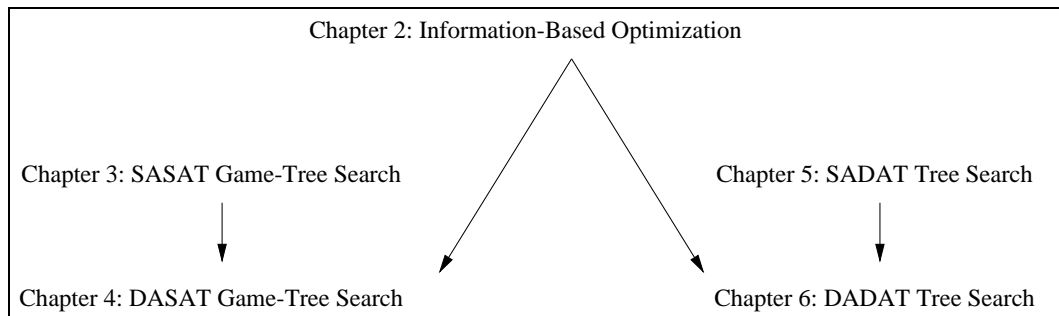 Chapter 2: Information-Based Optimization
Chapter 3: SASAT Game-Tree Search
Chapter 5: SADAT Tree Search
Chapter 4: DASAT Game-Tree Search
Chapter 6: DADAT Tree Search